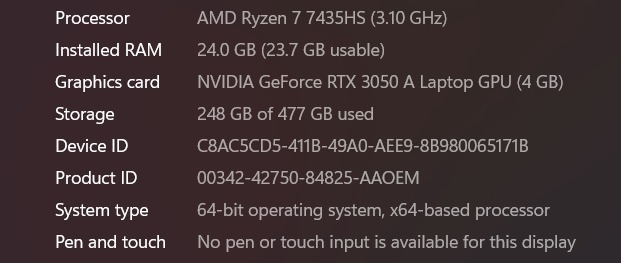 Processor AMD Ryzen 7 7435HS (3.10 GHz)
Installed RAM 24.0 GB (23.7 GB usable)
Graphics card NVIDIA GeForce RTX 3050 A Laptop GPU (4 GB)
Storage 248 GB of 477 GB used
Device ID C8AC5CD5-411B-49A0-AEE9-8B980065171B
Product ID 00342-42750-84825-AAOEM
System type 64-bit operating system, x64-based processor
Pen and touch No pen or touch input is available for this display